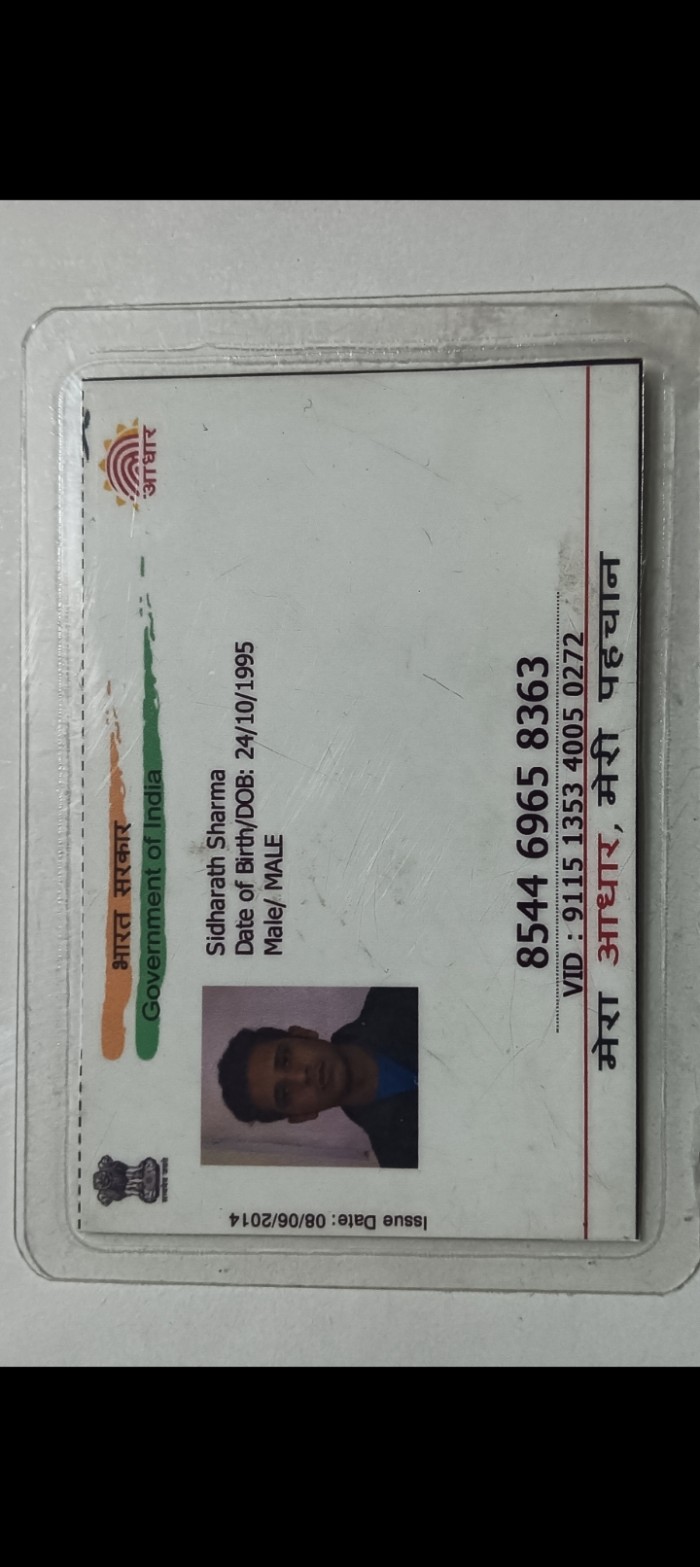 भारत सरकार
Government of India
आधार
Issue Date: 08/06/2014
Sidharath Sharma
Date of Birth/DOB: 24/10/1995
Male/ MALE
8544 6965 8363
VID : 9115 1353 4005 0272
मेरा आधार, मेरी पहचान